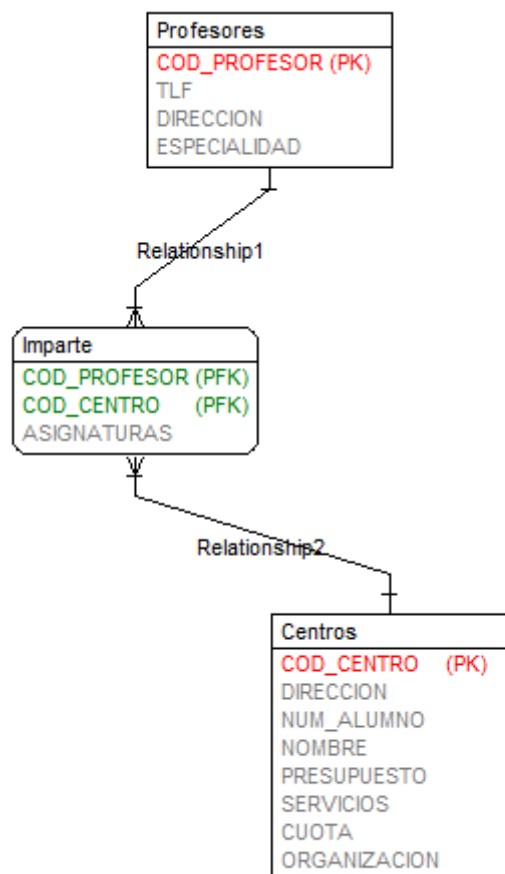 Profesores
COD_PROFESOR (PK)
TLF
DIRECCION
ESPECIALIDAD
Relationship1
Imparte
COD_PROFESOR (PFK)
COD_CENTRO (PFK)
ASIGNATURAS
Relationship2
Centros
COD_CENTRO (PK)
DIRECCION
NUM_ALUMNO
NOMBRE
PRESUPUESTO
SERVICIOS
CUOTA
ORGANIZACION